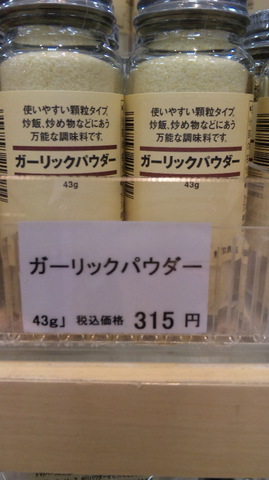 使いやすい顆粒タイプ。
炒飯、炒め物などにあう
万能な調味料です。
ガーリックパウダー
43g
使いやすい顆粒タイプ。
炒飯、炒め物などにあう
万能な調味料です。
ガーリックパウダー
43g
ガーリックパウダー
43g」 税込価格 315 円